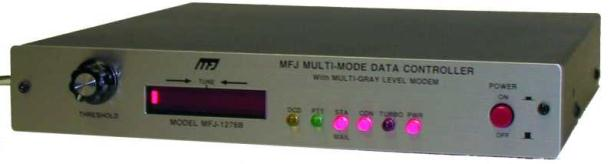 MFJ
MFJ MULTI-MODE DATA CONTROLLER
With MULTI-GRAY LEVEL MODEM
TUNE
POWER
ON
THRESHOLD
MODEL MFJ-1278B
DCD PTT STA CON TURBO PWR
MAIL
OFF